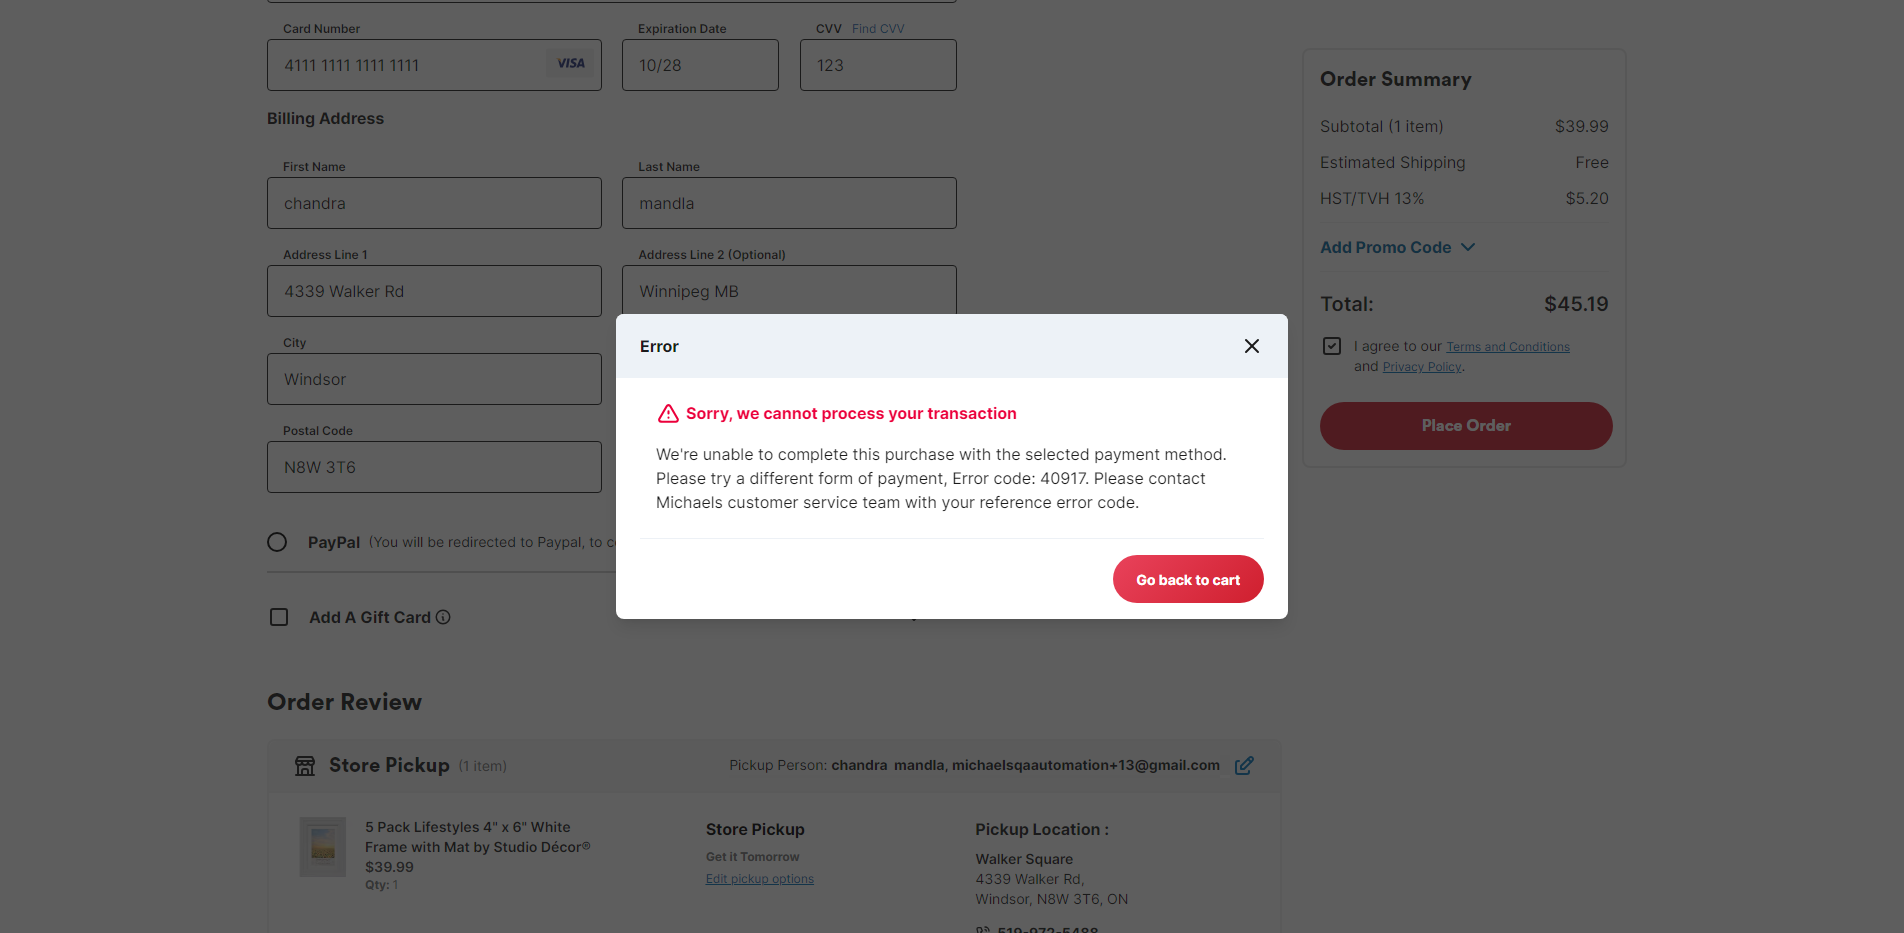 Card Number
Expiration Date
CVV Find CVV
4111 1111 1111 1111
VISA
10/28
123
Billing Address
First Name
Last Name
chandra
mandla
Address Line 1
Address Line 2 (Optional)
4339 Walker Rd
Winnipeg MB
City
Windsor
Postal Code
N8W 3T6
PayPal (You will be redirected to Paypal, to
Add A Gift Card
Order Summary
Subtotal (1 item) $39.99
Estimated Shipping Free
HST/TVH 13% $5.20
Add Promo Code
Total: $45.19
I agree to our Terms and Conditions
and Privacy Policy.
Place Order
Error
Sorry, we cannot process your transaction
We're unable to complete this purchase with the selected payment method.
Please try a different form of payment, Error code: 40917. Please contact
Michaels customer service team with your reference error code.
Go back to cart
Order Review
Store Pickup (1 item)
Pickup Person: chandra mandla, michaelsqaautomation+13@gmail.com
5 Pack Lifestyles 4" x 6" White
Frame with Mat by Studio Décor®
$39.99
Qty: 1
Store Pickup
Get it Tomorrow
Edit pickup options
Pickup Location :
Walker Square
4339 Walker Rd,
Windsor, N8W 3T6, ON
519-972-5488